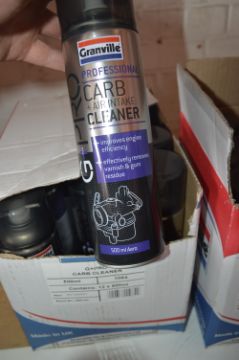 Granville
PROFESSIONAL
G+PRO
CARB
+ AIR INTAKE
CLEANER
+ improves engine
efficiency
+ effectively removes
varnish & gum
residue
500 ml Aero
G+PRO
CARB CLEANER
Made in UK